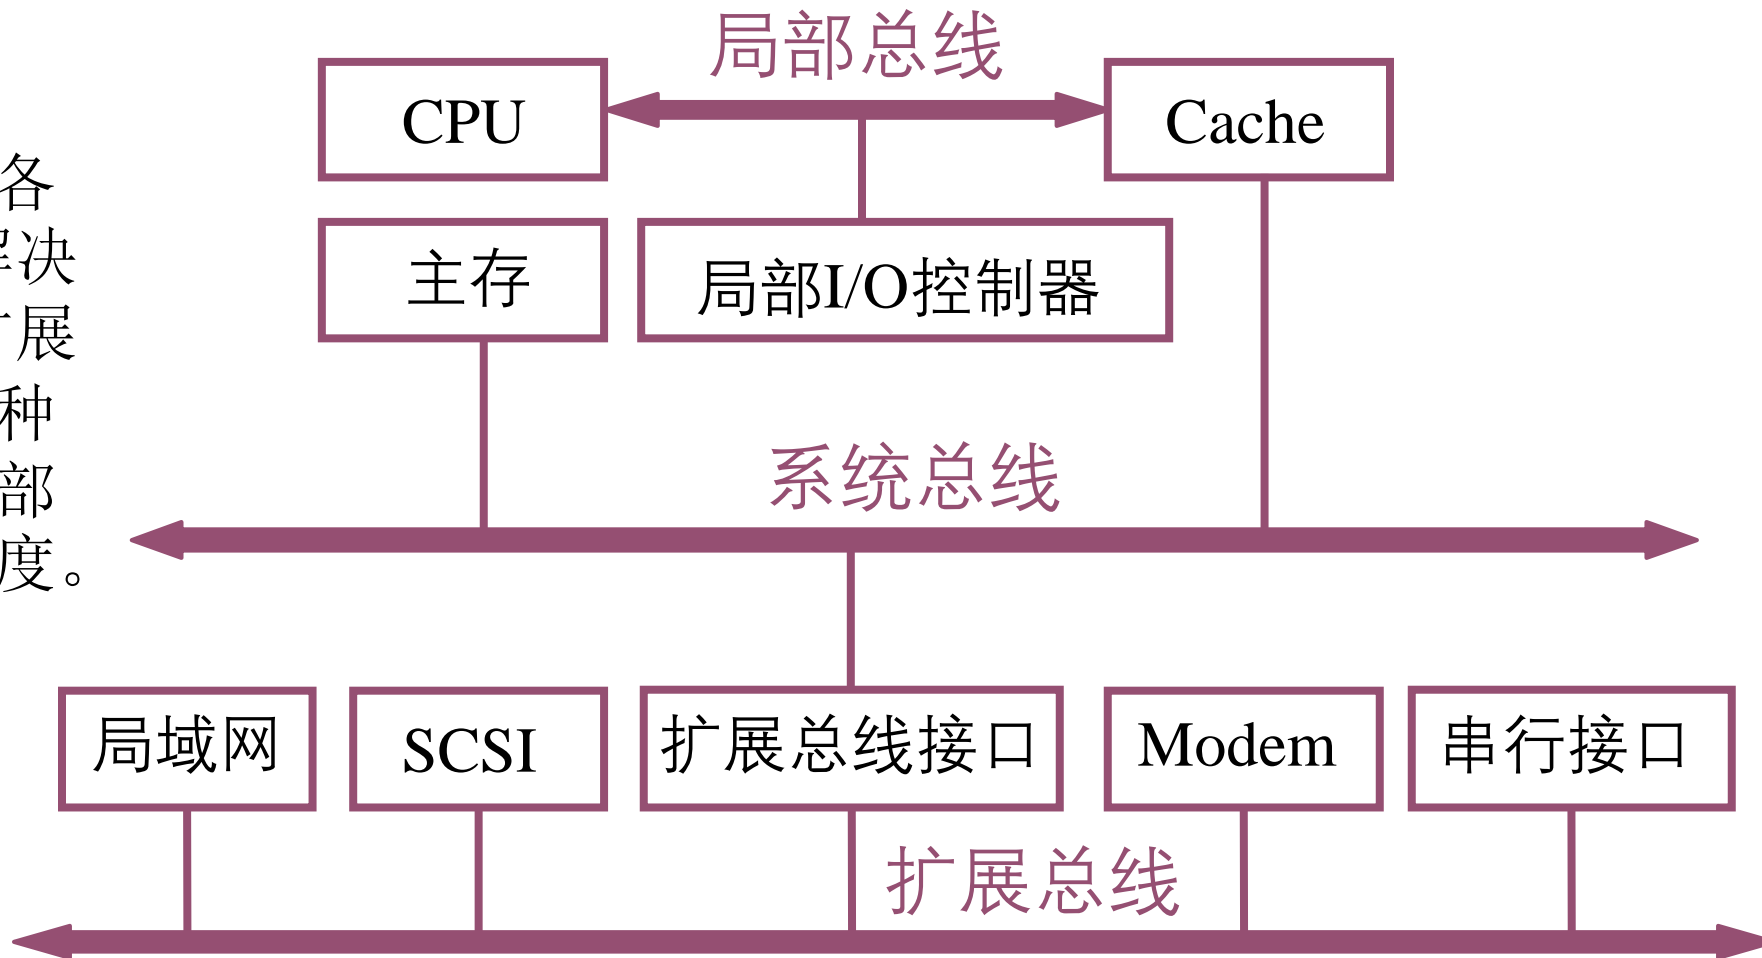 局部总线
CPU
Cache
各
解决
扩展
种
部
度。
主存
局部I/O控制器
系统总线
局域网
SCSI
扩展总线接口
Modem
串行接口
扩展总线